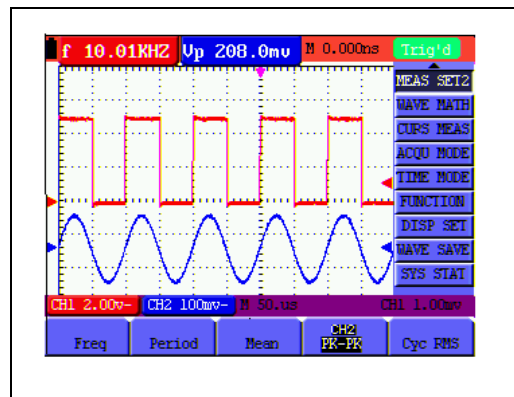 f 10.01KHZ Vp 208.0mv M 0.000ns Trig'd
MEAS SET2
WAVE MATH
CURS MEAS
ACQU MODE
TIME MODE
FUNCTION
DISP SET
WAVE SAVE
SYS STAT
CH1 2.00v- CH2 100mv- M 50.us CH1 1.00mv
Freq Period Mean CH2 PK-PK Cyc RMS